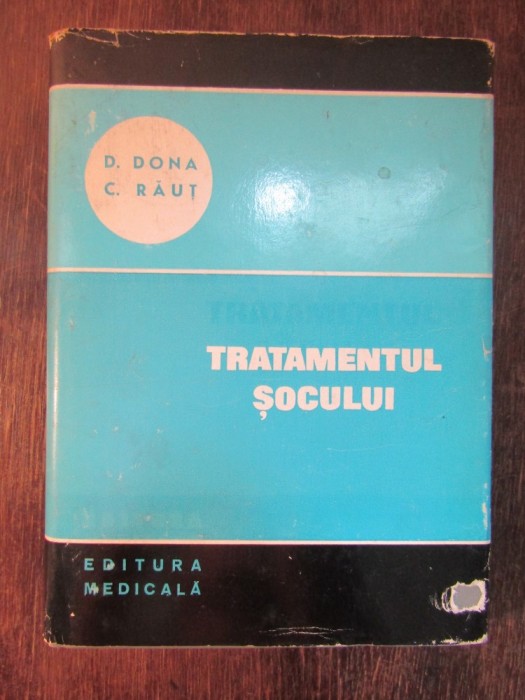 D. DONA
C. RĂUȚ
TRATAMENTUL
ȘOCULUI
EDITURA
MEDICALĂ